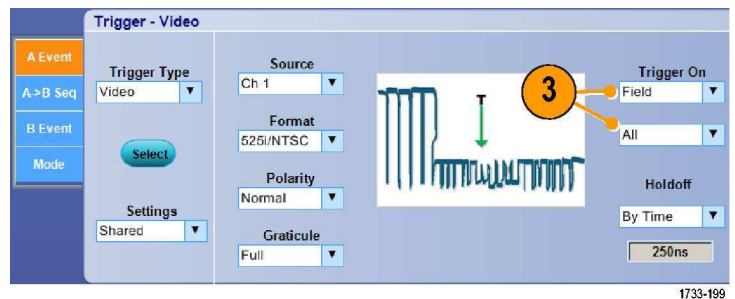 Trigger - Video
A Event
A->B Seq
B Event
Mode
Trigger Type
Video
Select
Settings
Shared
Source
Ch 1
Format
525i/NTSC
Polarity
Normal
Graticule
Full
T
3
Trigger On
Field
All
Holdoff
By Time
250ns
1733-199